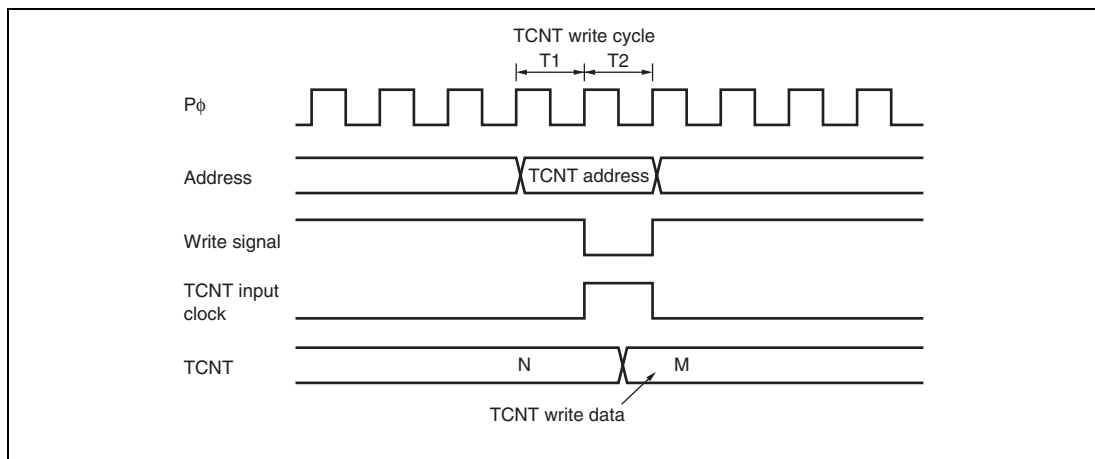 TCNT write cycle
T1 T2
Pϕ
Address
TCNT address
Write signal
TCNT input
clock
TCNT
N M
TCNT write data